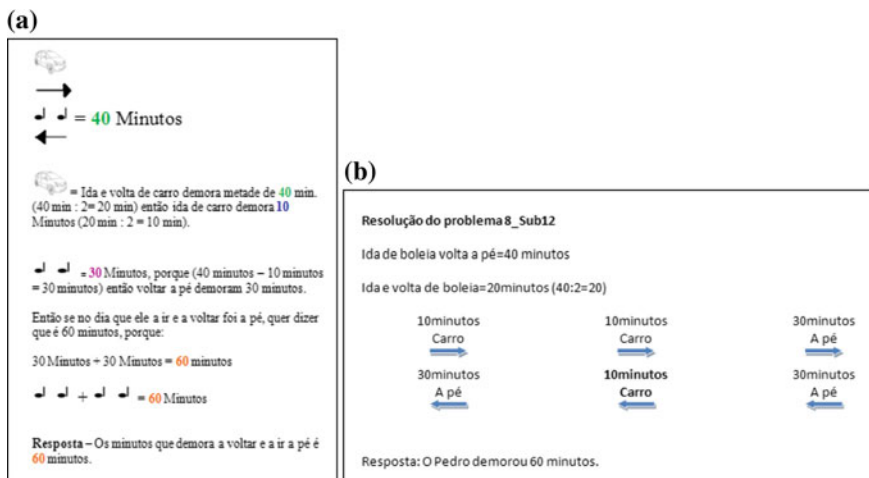 (a)
= 40 Minutos
= Ida e volta de carro demora metade de 40 min.
(40 min : 2= 20 min) então ida de carro demora 10
Minutos (20 min : 2 = 10 min).
= 30 Minutos, porque (40 minutos – 10 minutos
= 30 minutos) então voltar a pé demoram 30 minutos.
Então se no dia que ele a ir e a voltar foi a pé, quer dizer
que é 60 minutos, porque:
30 Minutos + 30 Minutos = 60 minutos
+ = 60 Minutos
Resposta – Os minutos que demora a voltar e a ir a pé é
60 minutos.
(b)
Resolução do problema 8_Sub12
Ida de boleia volta a pé=40 minutos
Ida e volta de boleia=20minutos (40:2=20)
10minutos 10minutos 30minutos
Carro Carro A pé
30minutos 10minutos 30minutos
A pé Carro A pé
Resposta: O Pedro demorou 60 minutos.